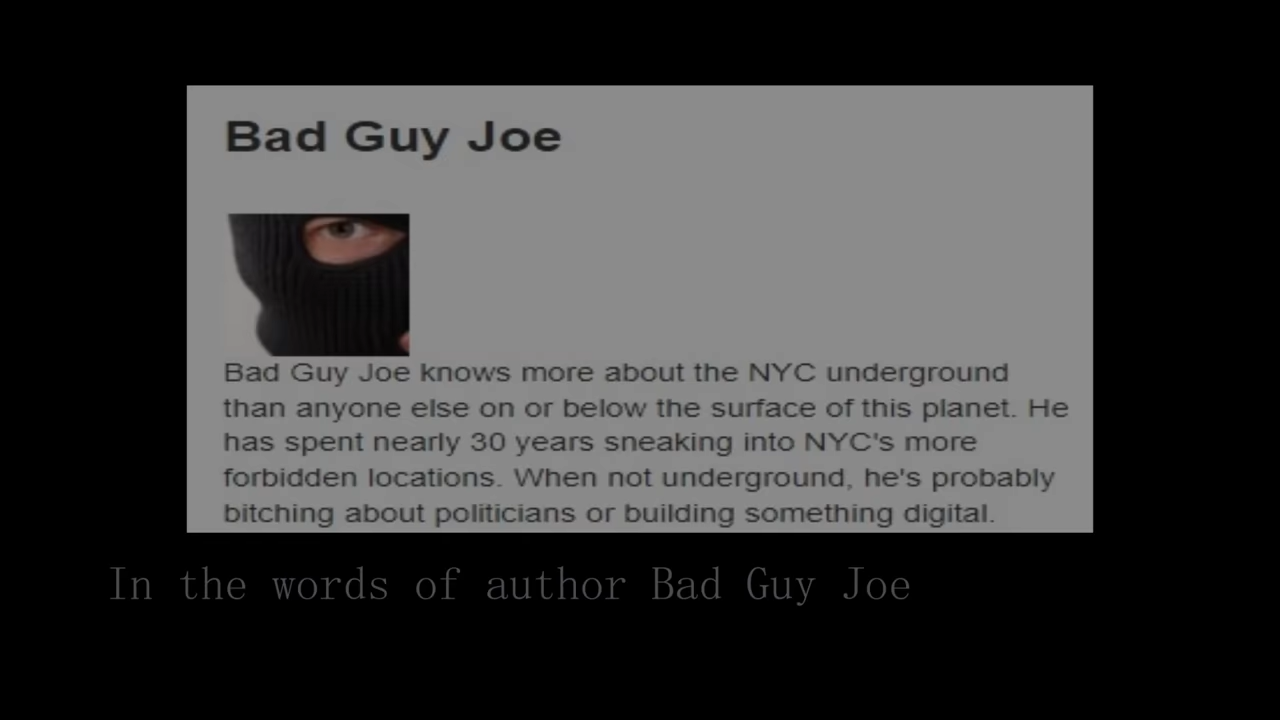 Bad Guy Joe
Bad Guy Joe knows more about the NYC underground
than anyone else on or below the surface of this planet. He
has spent nearly 30 years sneaking into NYC's more
forbidden locations. When not underground, he's probably
bitching about politicians or building something digital.
In the words of author Bad Guy Joe